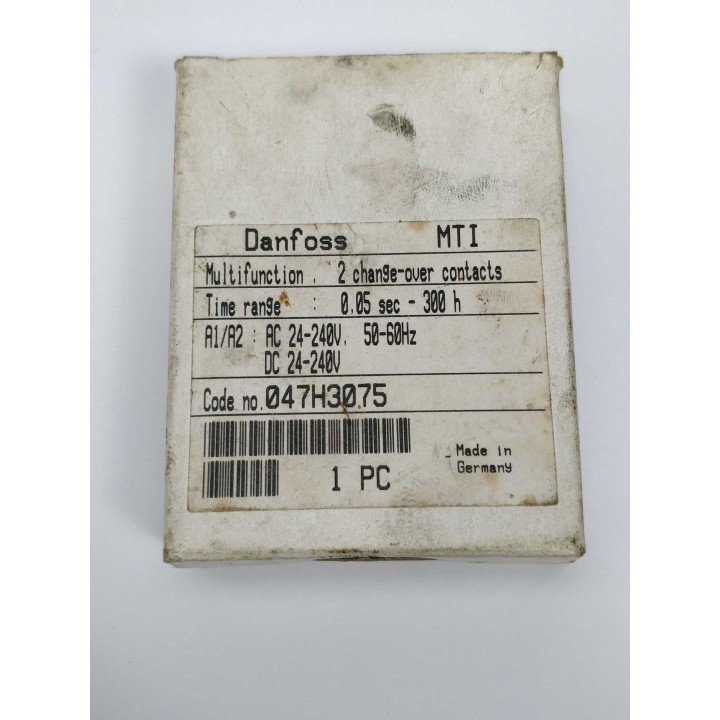 Danfoss MTI
Multifunction, 2 change-over contacts
Time range : 0,05 sec - 300 h
A1/A2 : AC 24-240V, 50-60Hz
DC 24-240V
Code no. 047H3075
Made in
Germany
1 PC